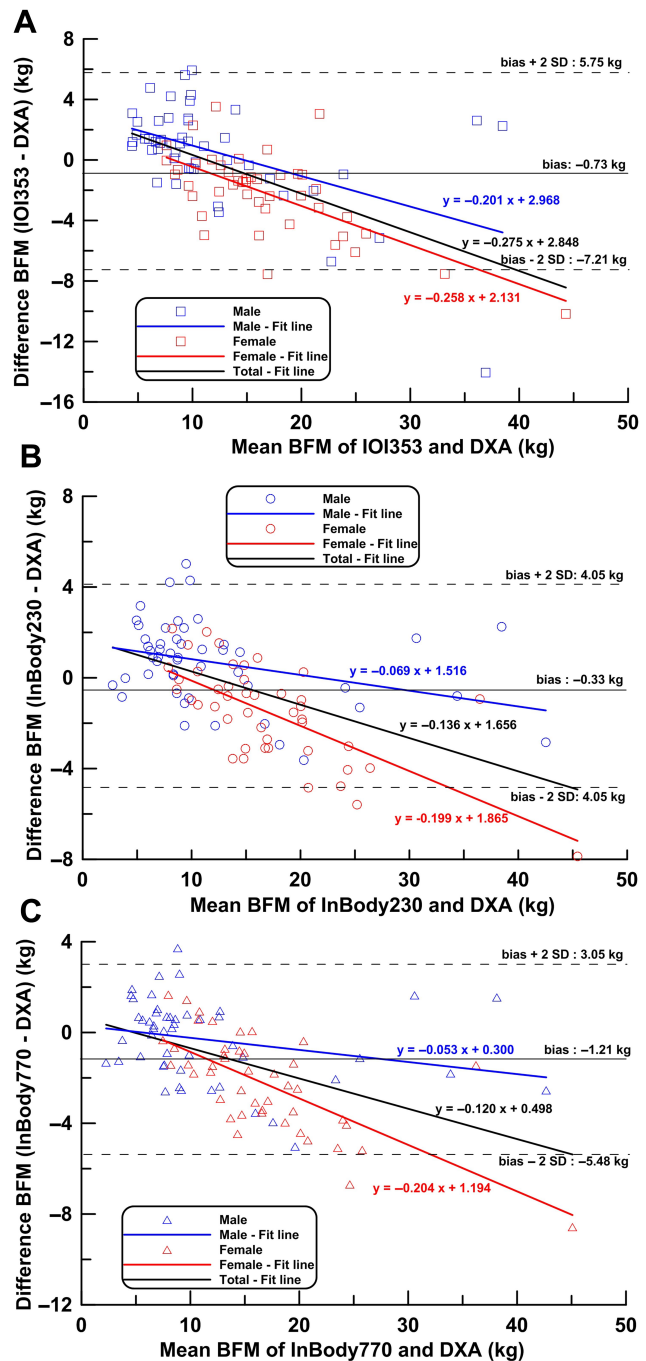 A
8
4
0
−4
−8
−12
−16
Difference BFM (IOI353 - DXA) (kg)
bias + 2 SD : 5.75 kg
bias: −0.73 kg
y = −0.201 x + 2.968
y = −0.275 x + 2.848
bias - 2 SD : −7.21 kg
y = −0.258 x + 2.131
Male
Male - Fit line
Female
Female - Fit line
Total - Fit line
0 10 20 30 40 50
Mean BFM of IOI353 and DXA (kg)
B
8
4
0
−4
−8
Difference BFM (InBody230 - DXA) (kg)
Male
Male - Fit line
Female
Female - Fit line
Total - Fit line
bias + 2 SD: 4.05 kg
y = −0.069 x + 1.516
bias : −0.33 kg
y = −0.136 x + 1.656
bias - 2 SD: 4.05 kg
y = -0.199 x + 1.865
0 10 20 30 40 50
Mean BFM of InBody230 and DXA (kg)
C
4
0
−4
−8
−12
Difference BFM (InBody770 - DXA) (kg)
bias + 2 SD : 3.05 kg
y = −0.053 + 0.300
bias : −1.21 kg
y = −0.120 x + 0.498
bias − 2 SD : −5.48 kg
y = −0.204 x + 1.194
Male
Male - Fit line
Female
Female - Fit line
Total - Fit line
0 10 20 30 40 50
Mean BFM of InBody770 and DXA (kg)